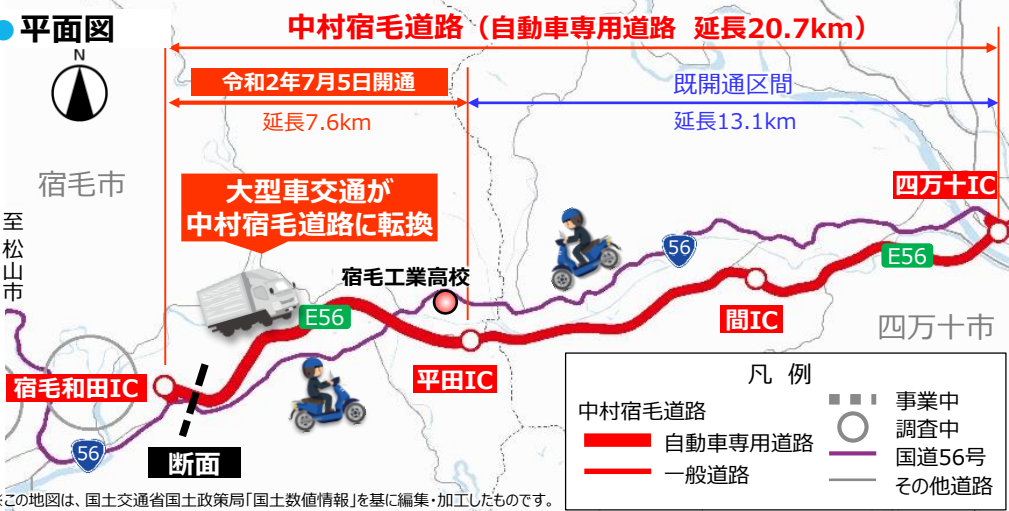 ● 平面図
中村宿毛道路（自動車専用道路 延長20.7km）
N
令和2年7月5日開通
既開通区間
延長7.6km
延長13.1km
宿毛市
大型車交通が
中村宿毛道路に転換
四万十IC
至松山市
56
E56
宿毛工業高校
E56
間IC
四万十市
平田IC
宿毛和田IC
56
断面
凡 例
中村宿毛道路
自動車専用道路
一般道路
事業中
調査中
国道56号
その他道路
※この地図は、国土交通省国土政策局「国土数値情報」を基に編集・加工したものです。